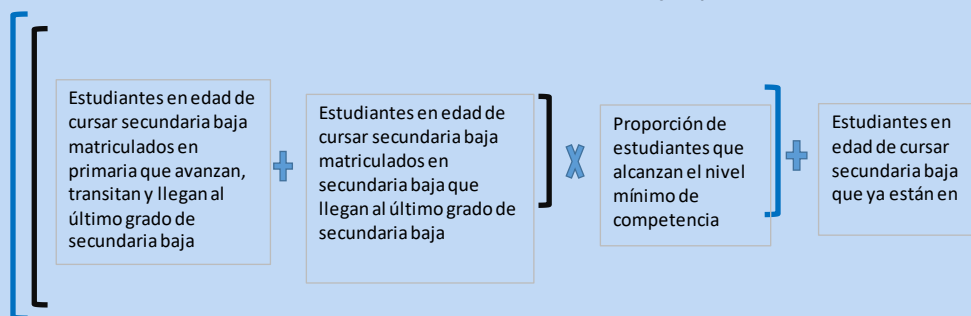 Estudiantes en edad de
cursar secundaria baja
matriculados en
primaria que avanzan,
transitan y llegan al
último grado de
secundaria baja
Estudiantes en edad de
cursar secundaria baja
matriculados en
secundaria baja que
llegan al último grado de
secundaria baja
Proporción de
estudiantes que
alcanzan el nivel
mínimo de
competencia
Estudiantes en
edad de cursar
secundaria baja
que ya están en